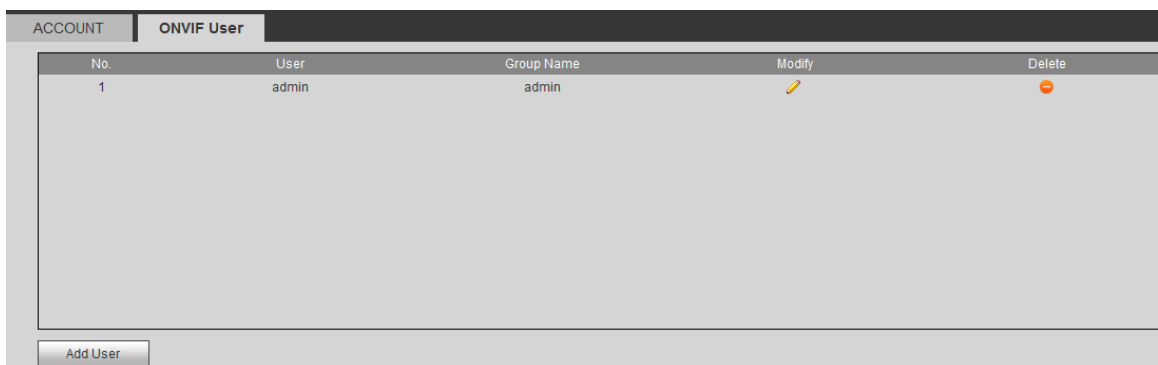 ACCOUNT ONVIF User
No. User Group Name Modify Delete
1 admin admin
Add User